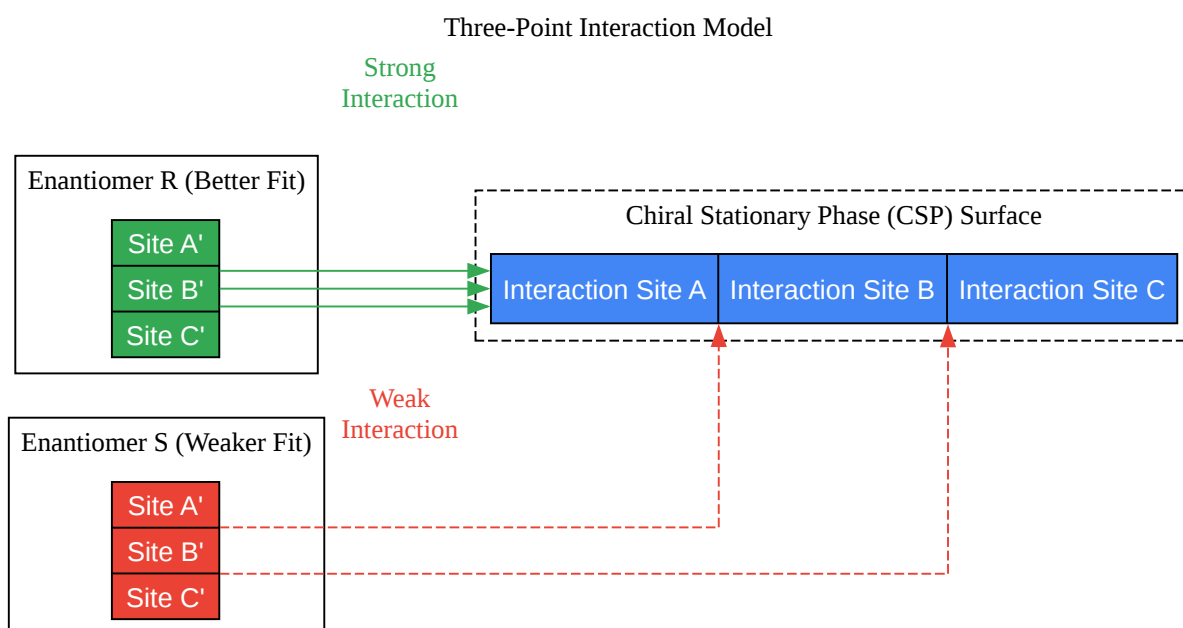 Three-Point Interaction Model
Strong
Interaction
Enantiomer R (Better Fit)
Site A'
Site B'
Site C'
Chiral Stationary Phase (CSP) Surface
Interaction Site A
Interaction Site B
Interaction Site C
Weak
Interaction
Enantiomer S (Weaker Fit)
Site A'
Site B'
Site C'